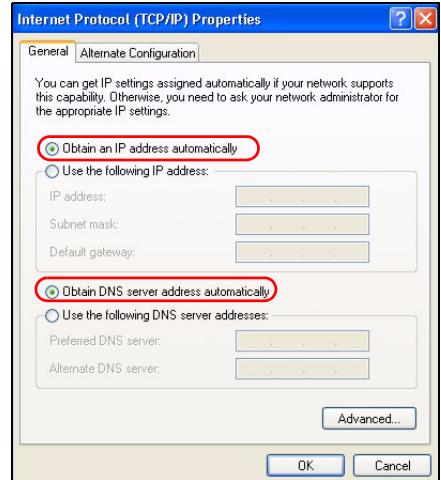 Internet Protocol (TCP/IP) Properties
General
Alternate Configuration
You can get IP settings assigned automatically if your network supports
this capability. Otherwise, you need to ask your network administrator for
the appropriate IP settings.
Obtain an IP address automatically
Use the following IP address:
IP address:
Subnet mask:
Default gateway:
Obtain DNS server address automatically
Use the following DNS server addresses:
Preferred DNS server:
Alternate DNS server:
Advanced...
OK
Cancel